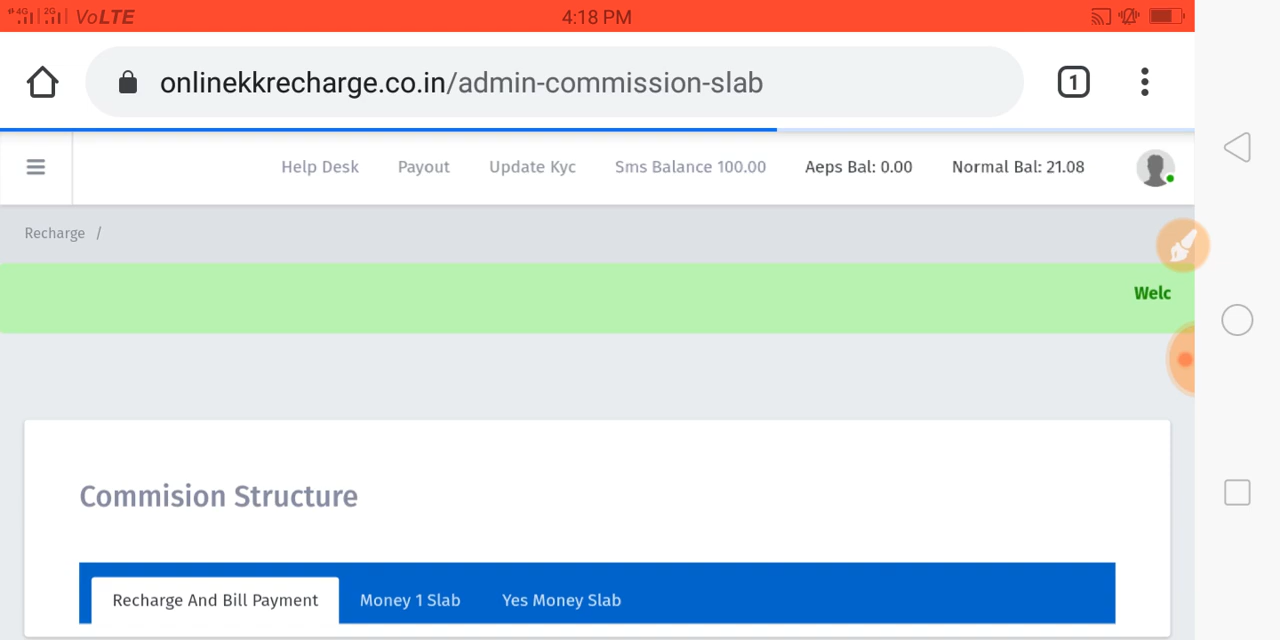 4G 2G VoLTE 4:18 PM
onlinekkrecharge.co.in/admin-commission-slab 1
Help Desk Payout Update Kyc Sms Balance 100.00 Aeps Bal: 0.00 Normal Bal: 21.08
Recharge /
Welc
Commision Structure
Recharge And Bill Payment Money 1 Slab Yes Money Slab